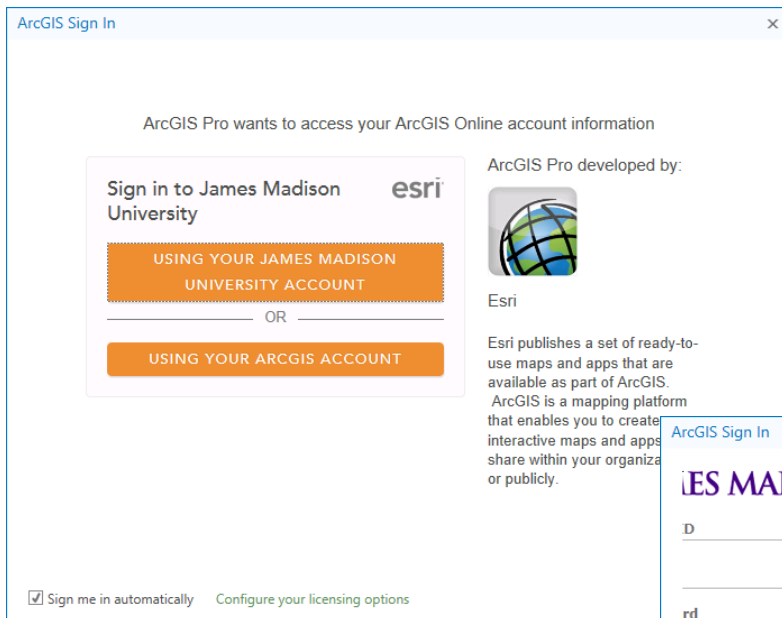 ArcGIS Sign In
ArcGIS Pro wants to access your ArcGIS Online account information
Sign in to James Madison
University
esri
USING YOUR JAMES MADISON
UNIVERSITY ACCOUNT
OR
USING YOUR ARCGIS ACCOUNT
ArcGIS Pro developed by:
Esri
Esri publishes a set of ready-to-
use maps and apps that are
available as part of ArcGIS.
ArcGIS is a mapping platform
that enables you to create
interactive maps and apps
share within your organiza
or publicly.
Sign me in automatically
Configure your licensing options
ArcGIS Sign In
ES MA
D
rd